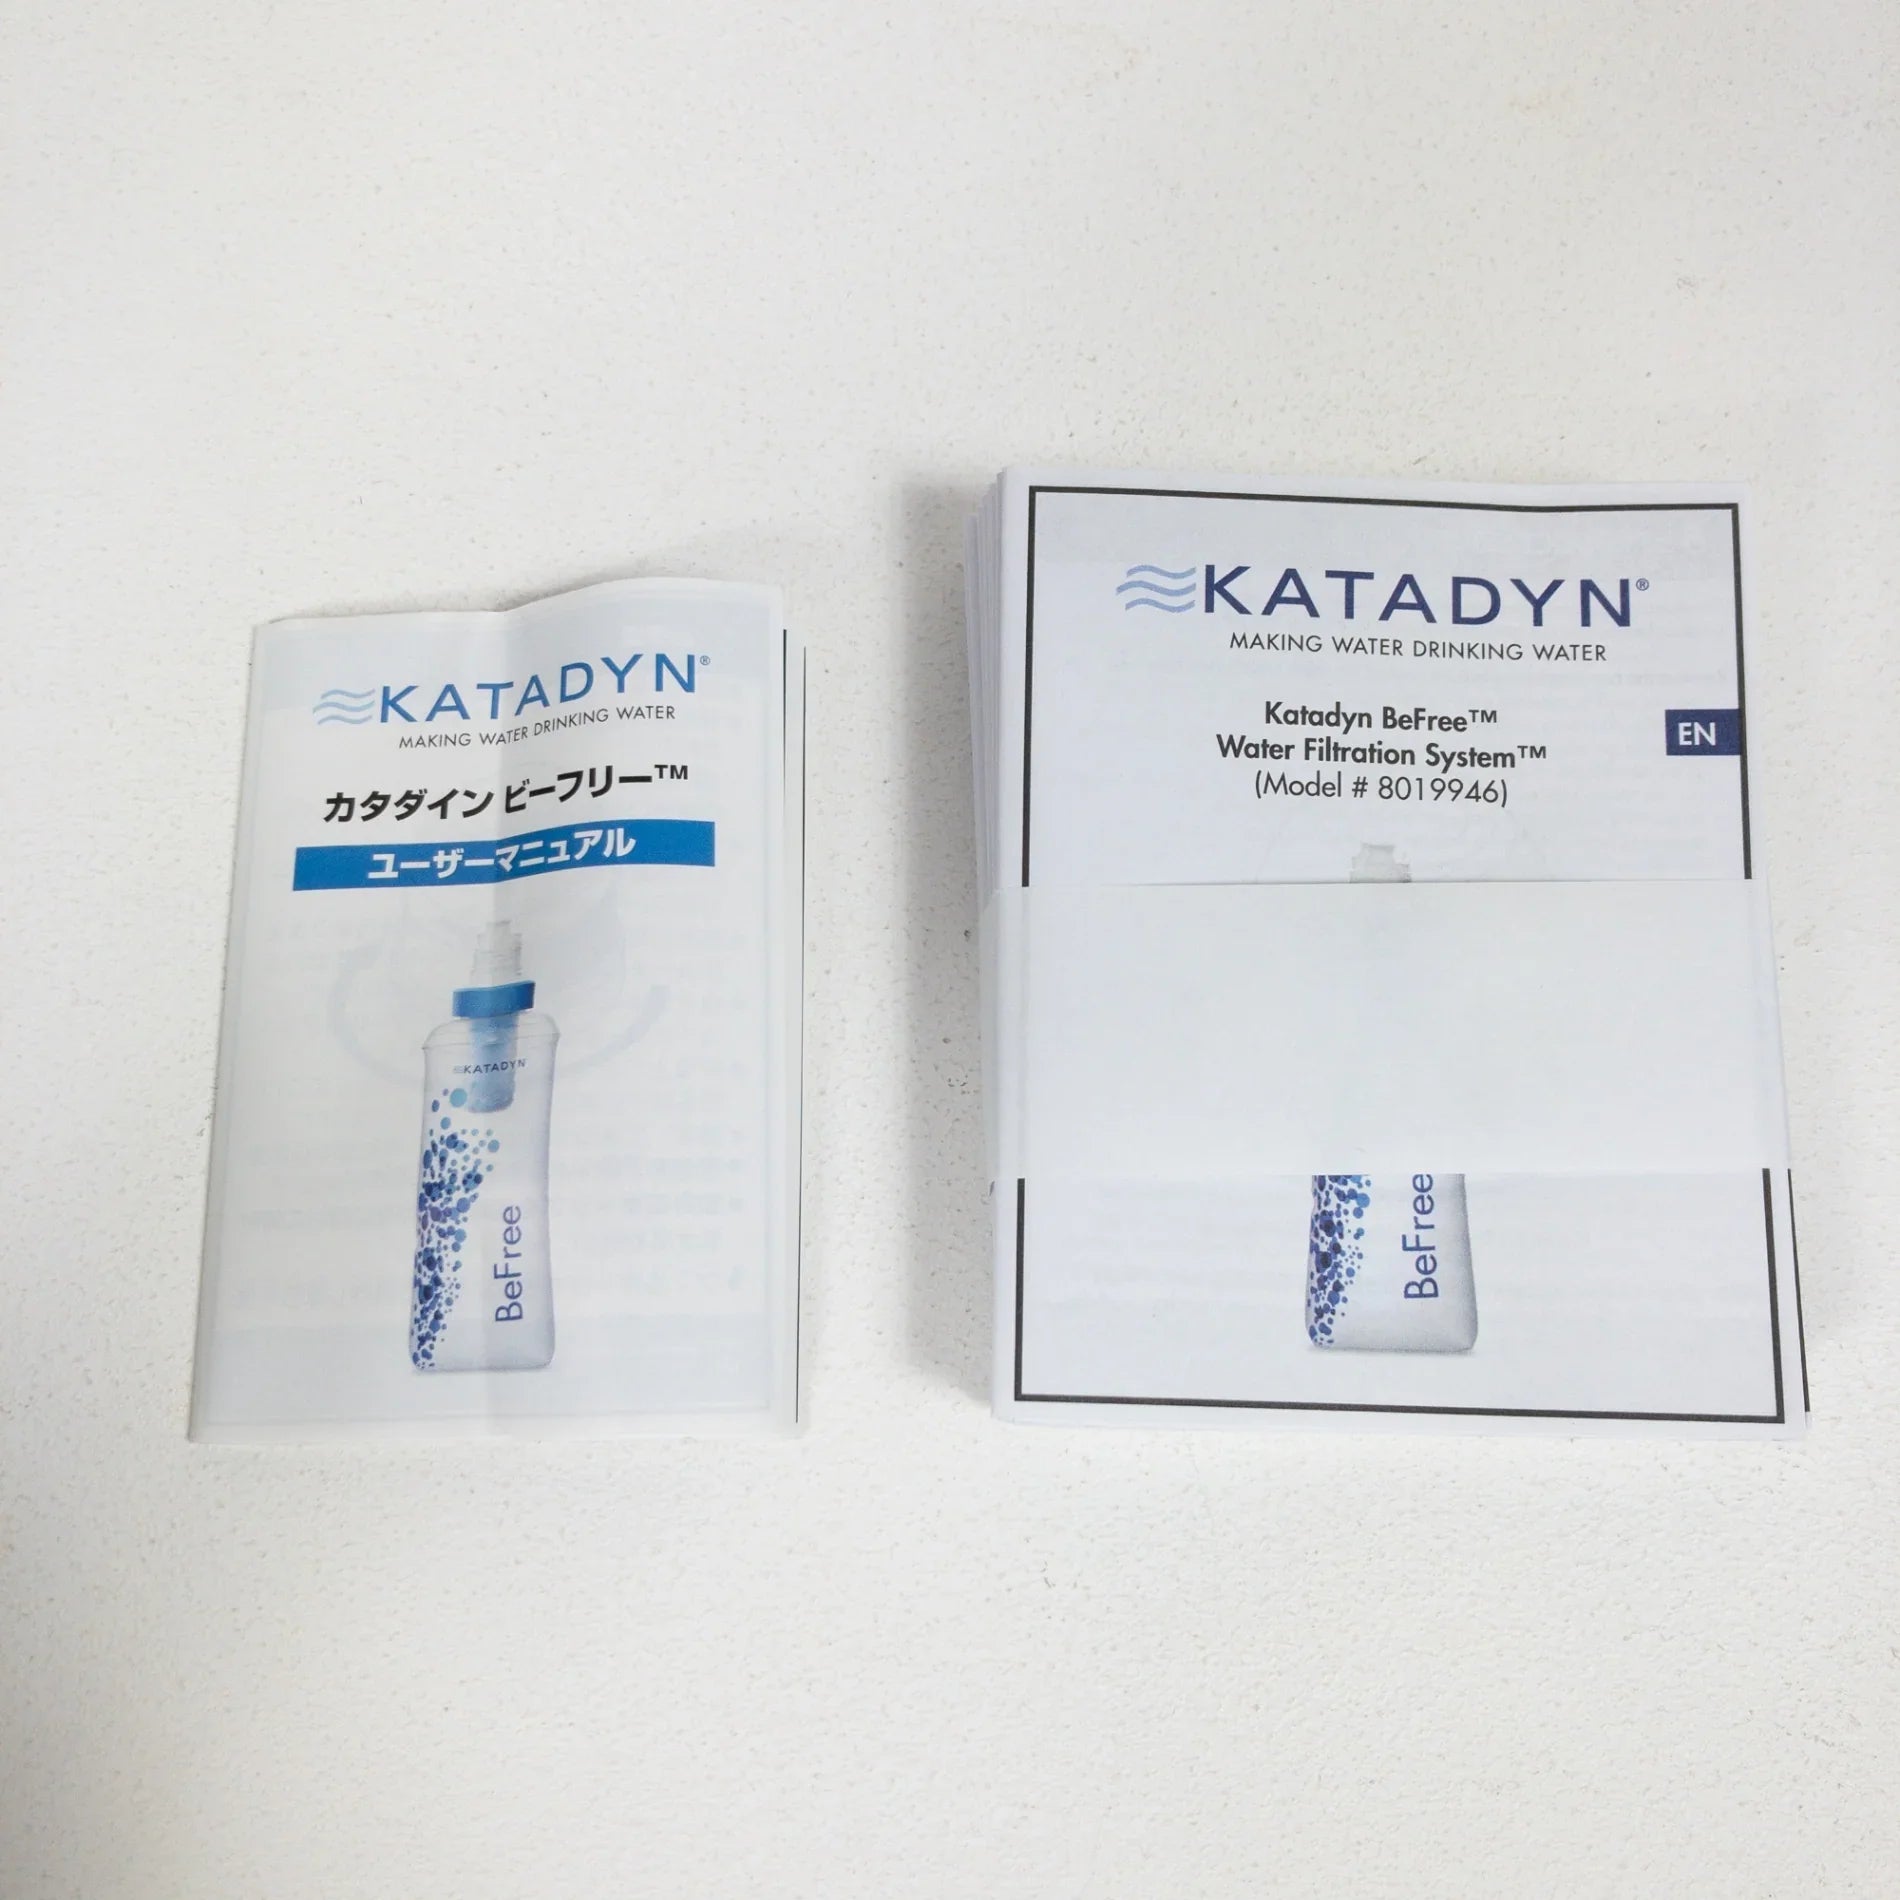 KATADYN®
MAKING WATER DRINKING WATER
カタダイン ビーフリー™
ユーザーマニュアル
KATADYN
BeFree
KATADYN®
MAKING WATER DRINKING WATER
Katadyn BeFree™
Water Filtration System™
(Model # 8019946)
EN
BeFree